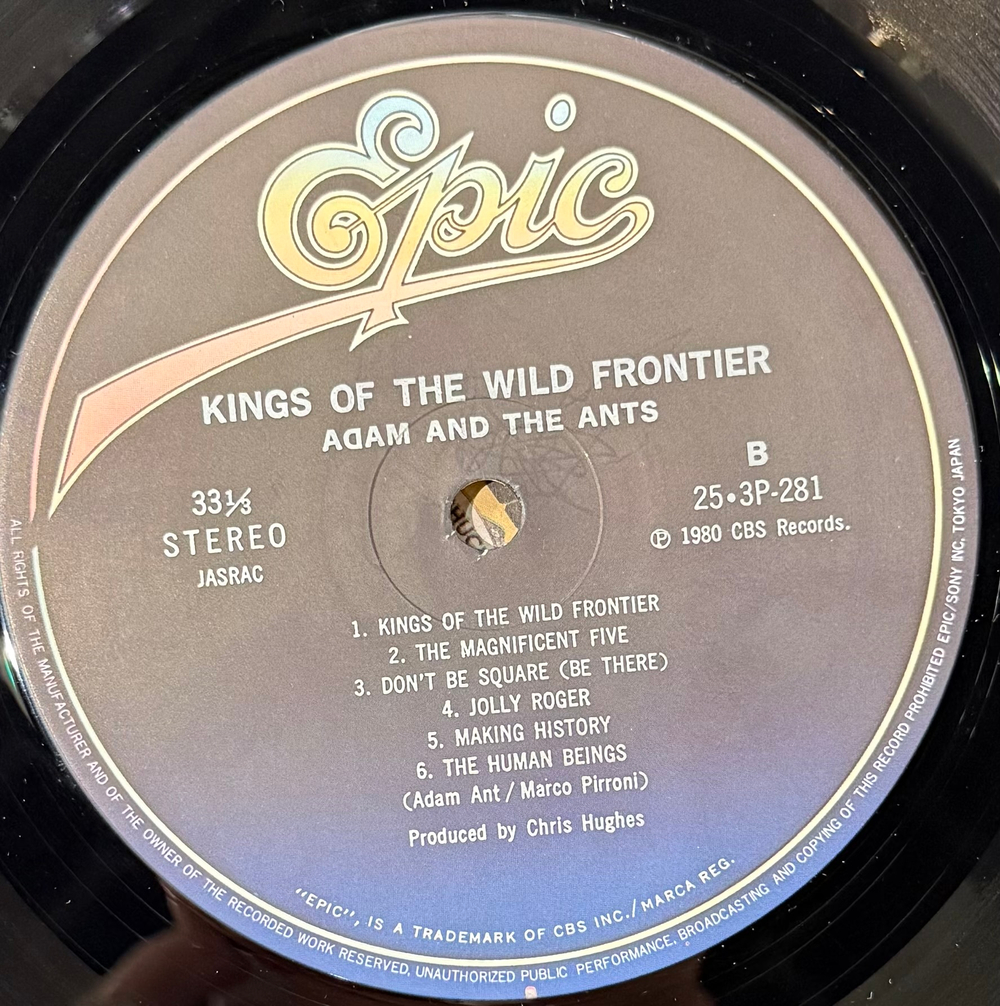 Epic
KINGS OF THE WILD FRONTIER
ADAM AND THE ANTS
33⅓
STEREO
JASRAC
B
25•3P-281
℗ 1980 CBS Records.
1. KINGS OF THE WILD FRONTIER
2. THE MAGNIFICENT FIVE
3. DON'T BE SQUARE (BE THERE)
4. JOLLY ROGER
5. MAKING HISTORY
6. THE HUMAN BEINGS
(Adam Ant / Marco Pirroni)
Produced by Chris Hughes
"EPIC", IS A TRADEMARK OF CBS INC./MARCA REG.
ALL RIGHTS OF THE MANUFACTURER AND OF THE OWNER OF THE RECORDED WORK RESERVED, UNAUTHORIZED PUBLIC PERFORMANCE, BROADCASTING AND COPYING OF THIS RECORD PROHIBITED EPIC/SONY INC, TOKYO JAPAN